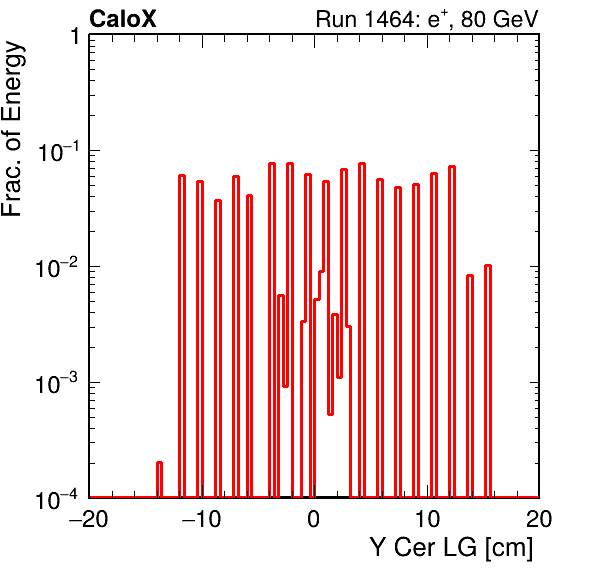 CaloX Run 1464: e⁺, 80 GeV
Frac. of Energy
1
10⁻¹
10⁻²
10⁻³
10⁻⁴
−20 −10 0 10 20
Y Cer LG [cm]